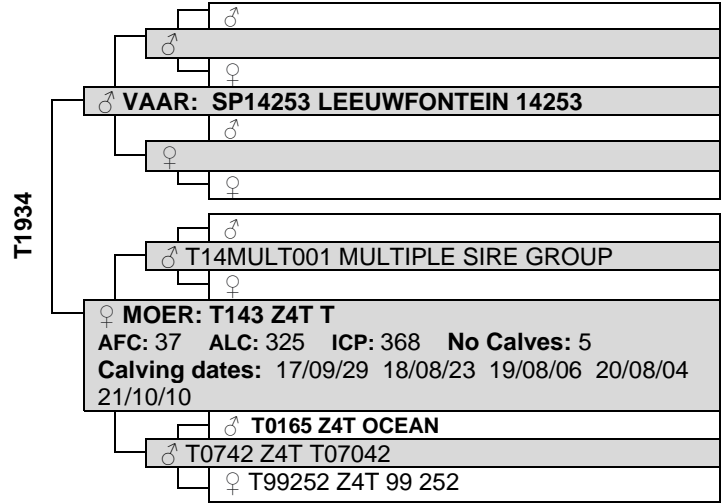 ♂
♂
♀
♂ VAAR: SP14253 LEEUWFONTEIN 14253
♂
♀
♀
T1934
♂
♂ T14MULT001 MULTIPLE SIRE GROUP
♀
♀ MOER: T143 Z4T T
AFC: 37 ALC: 325 ICP: 368 No Calves: 5
Calving dates: 17/09/29 18/08/23 19/08/06 20/08/04
21/10/10
♂ T0165 Z4T OCEAN
♂ T0742 Z4T T07042
♀ T99252 Z4T 99 252